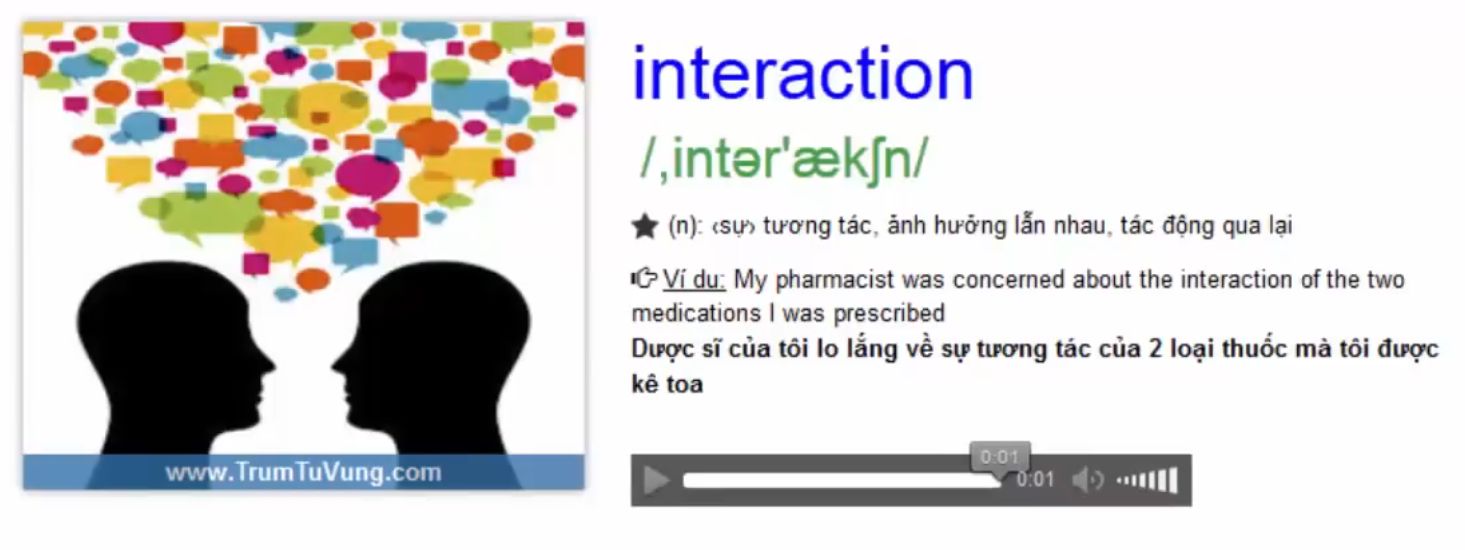 interaction
/,intər'ækʃn/
★ (n): ‹sự› tương tác, ảnh hưởng lẫn nhau, tác động qua lại
Ví dụ: My pharmacist was concerned about the interaction of the two
medications I was prescribed
Dược sĩ của tôi lo lắng về sự tương tác của 2 loại thuốc mà tôi được
kê toa
www.TrumTuVung.com
0:01
0:01